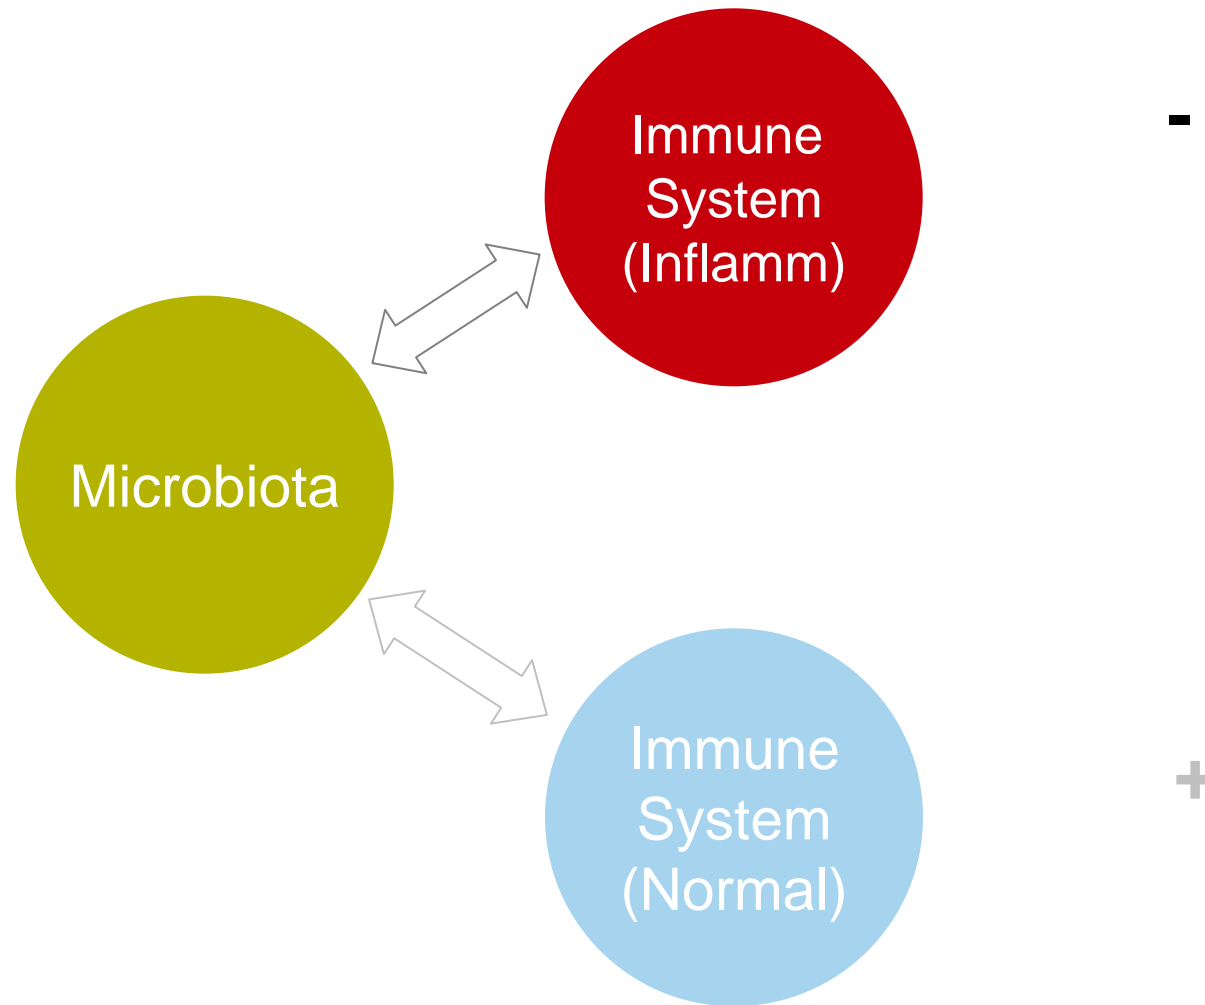 Immune
System
(Inflamm)
-
Microbiota
Immune
System
(Normal)
+